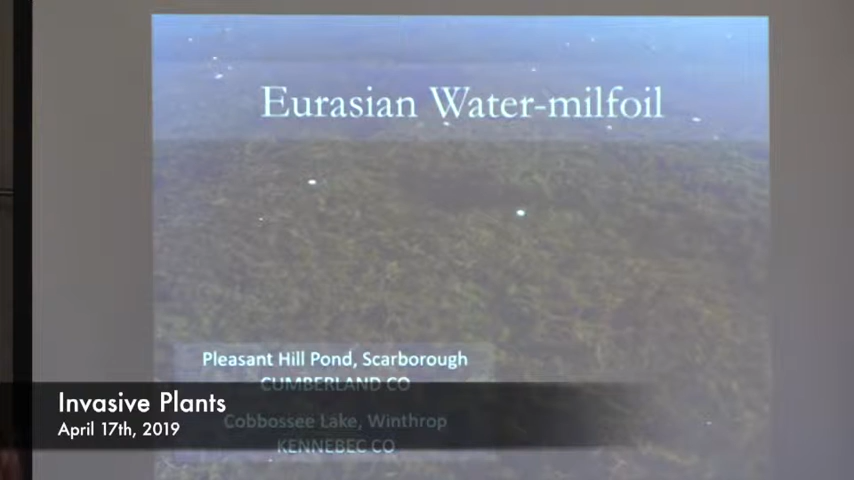 Eurasian Water-milfoil
Pleasant Hill Pond, Scarborough
CUMBERLAND CO
Invasive Plants
Cobbossee Lake, Winthrop
April 17th, 2019
KENNEBEC CO